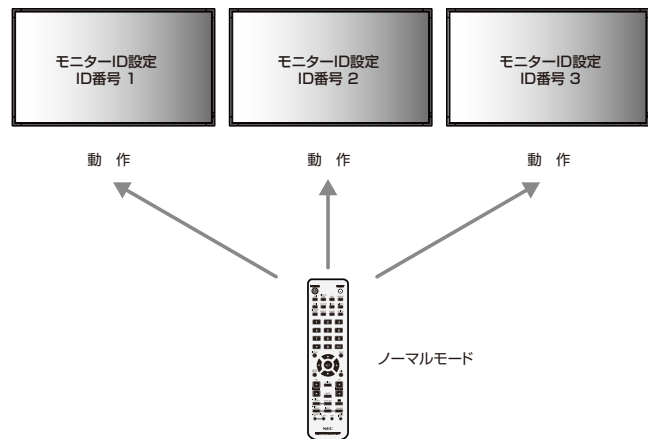 モニターID設定
ID番号 1
モニターID設定
ID番号 2
モニターID設定
ID番号 3
動 作
動 作
動 作
ノーマルモード
NEC